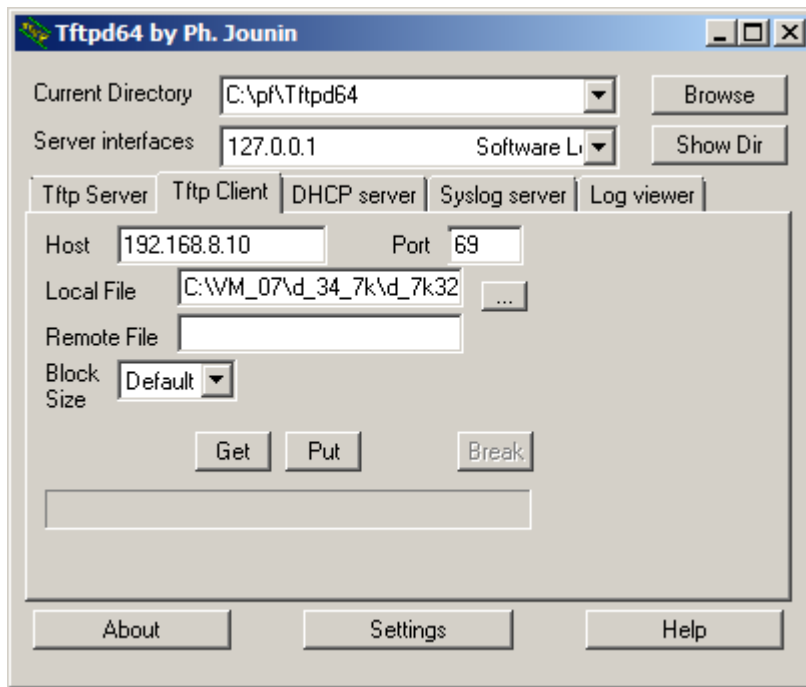 Tftpd64 by Ph. Jounin
Current Directory C:\pf\Tftpd64 Browse
Server interfaces 127.0.0.1 Software L Show Dir
Tftp Server Tftp Client DHCP server Syslog server Log viewer
Host 192.168.8.10 Port 69
Local File C:\VM_07\d_34_7k\d_7k32 ...
Remote File
Block Size Default
Get Put Break
About Settings Help